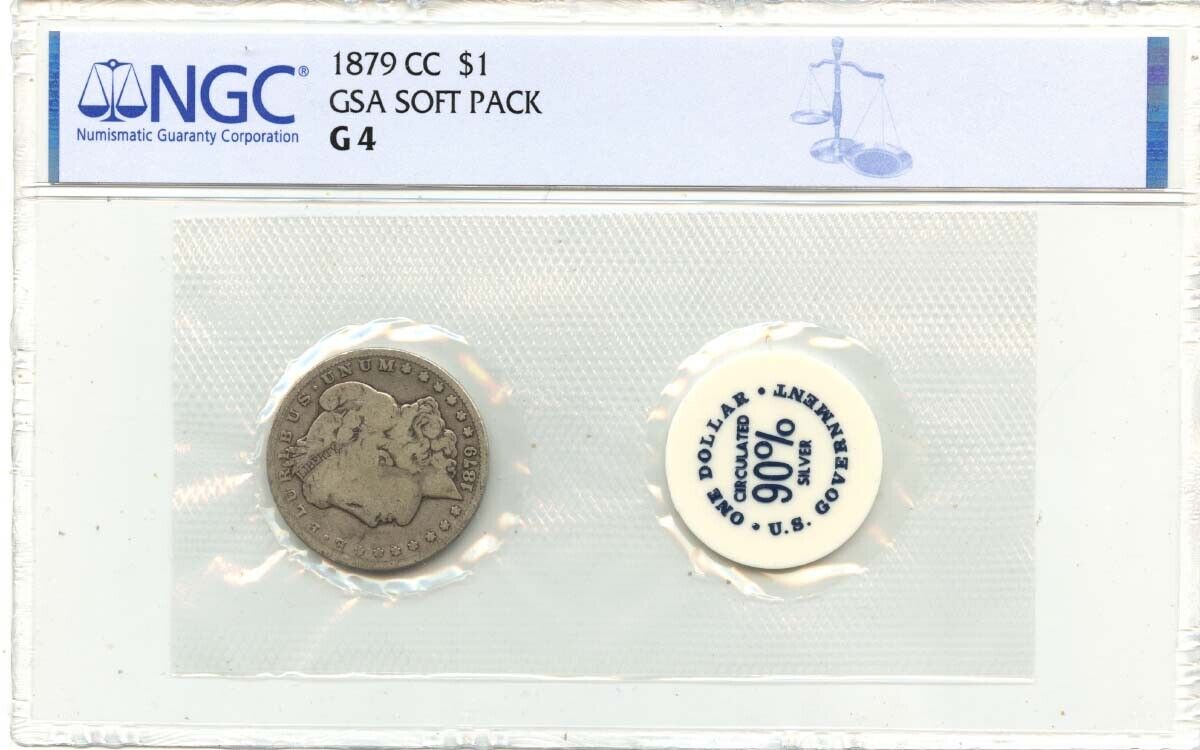 NGC®
Numismatic Guaranty Corporation
1879 CC $1
GSA SOFT PACK
G 4
E · PLURIBUS · UNUM
1879
ONE DOLLAR • U.S. GOVERNMENT •
CIRCULATED
90%
SILVER